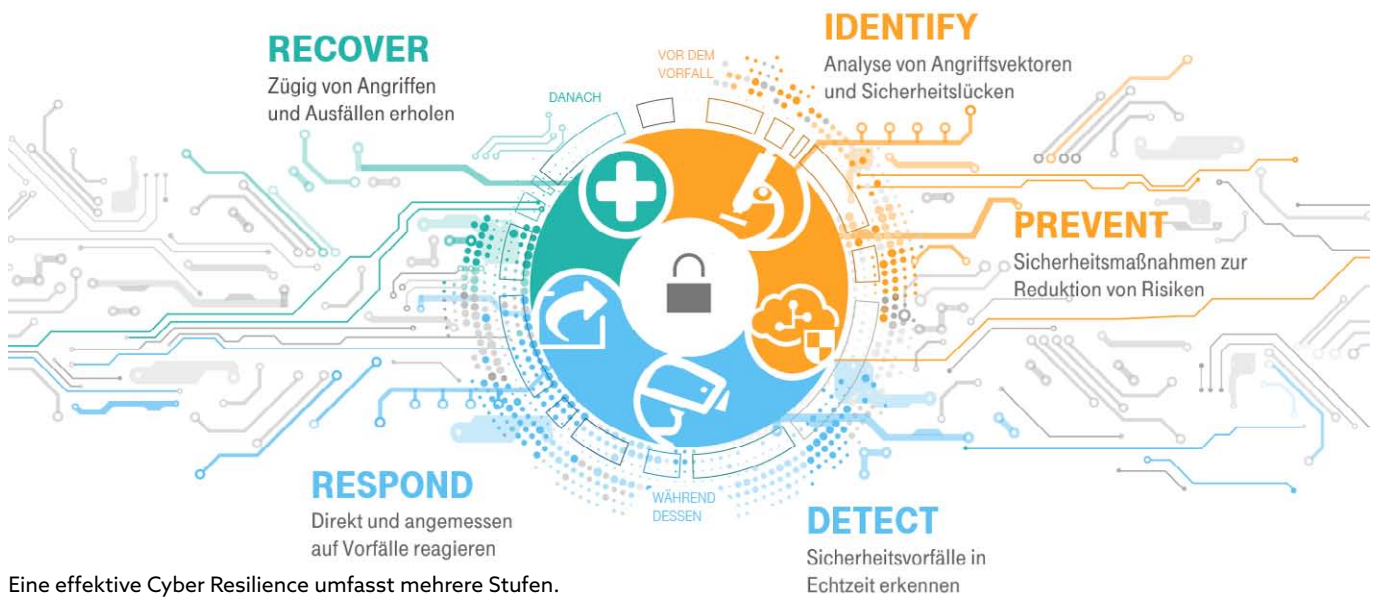 RECOVER
Zügig von Angriffen
und Ausfällen erholen
DANACH
VOR DEM
VORFALL
IDENTIFY
Analyse von Angriffsvektoren
und Sicherheitslücken
PREVENT
Sicherheitsmaßnahmen zur
Reduktion von Risiken
RESPOND
Direkt und angemessen
auf Vorfälle reagieren
WÄHREND
DESSEN
DETECT
Sicherheitsvorfälle in
Echtzeit erkennen
Eine effektive Cyber Resilience umfasst mehrere Stufen.